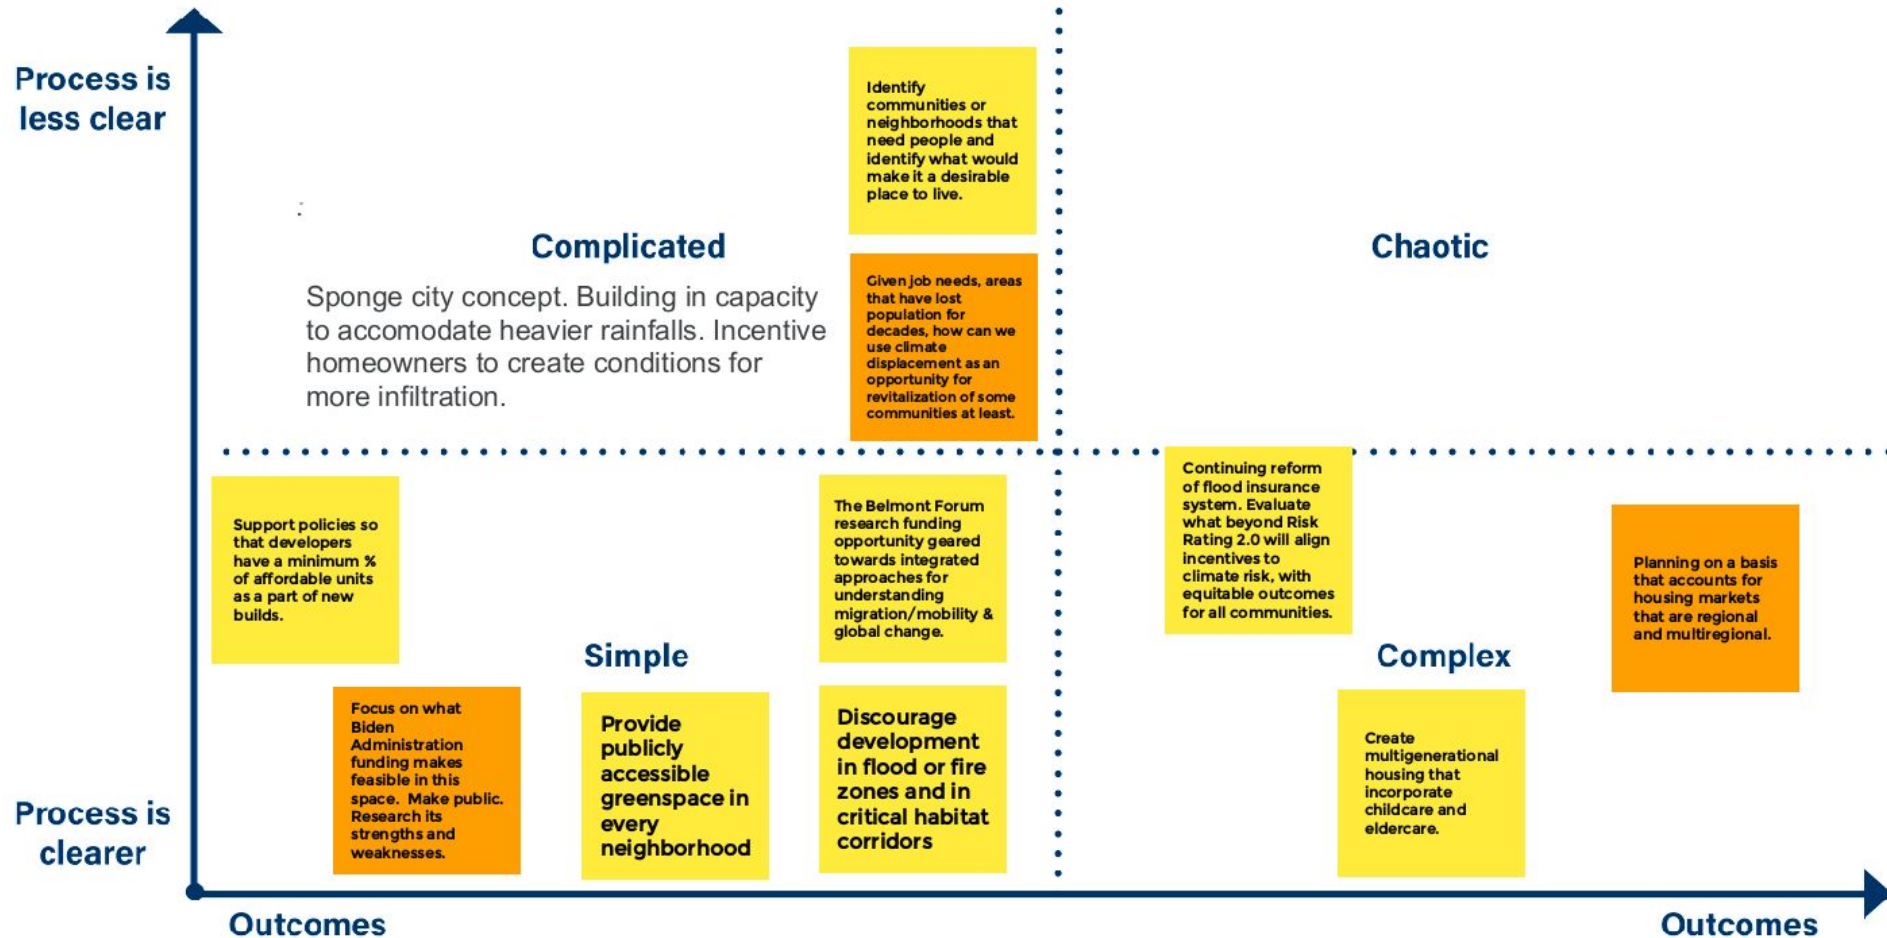 Process is
less clear
Identify
communities or
neighborhoods that
need people and
identify what would
make it a desirable
place to live.
:
Complicated
Chaotic
Sponge city concept. Building in capacity
to accomodate heavier rainfalls. Incentive
homeowners to create conditions for
more infiltration.
Given job needs, areas
that have lost
population for
decades, how can we
use climate
displacement as an
opportunity for
revitalization of some
communities at least.
Support policies so
that developers
have a minimum %
of affordable units
as a part of new
builds.
The Belmont Forum
research funding
opportunity geared
towards integrated
approaches for
understanding
migration/mobility &
global change.
Continuing reform
of flood insurance
system. Evaluate
what beyond Risk
Rating 2.0 will align
incentives to
climate risk, with
equitable outcomes
for all communities.
Planning on a basis
that accounts for
housing markets
that are regional
and multiregional.
Simple
Complex
Focus on what
Biden
Administration
funding makes
feasible in this
space. Make public.
Research its
strengths and
weaknesses.
Provide
publicly
accessible
greenspace in
every
neighborhood
Discourage
development
in flood or fire
zones and in
critical habitat
corridors
Create
multigenerational
housing that
incorporate
childcare and
eldercare.
Process is
clearer
Outcomes
Outcomes